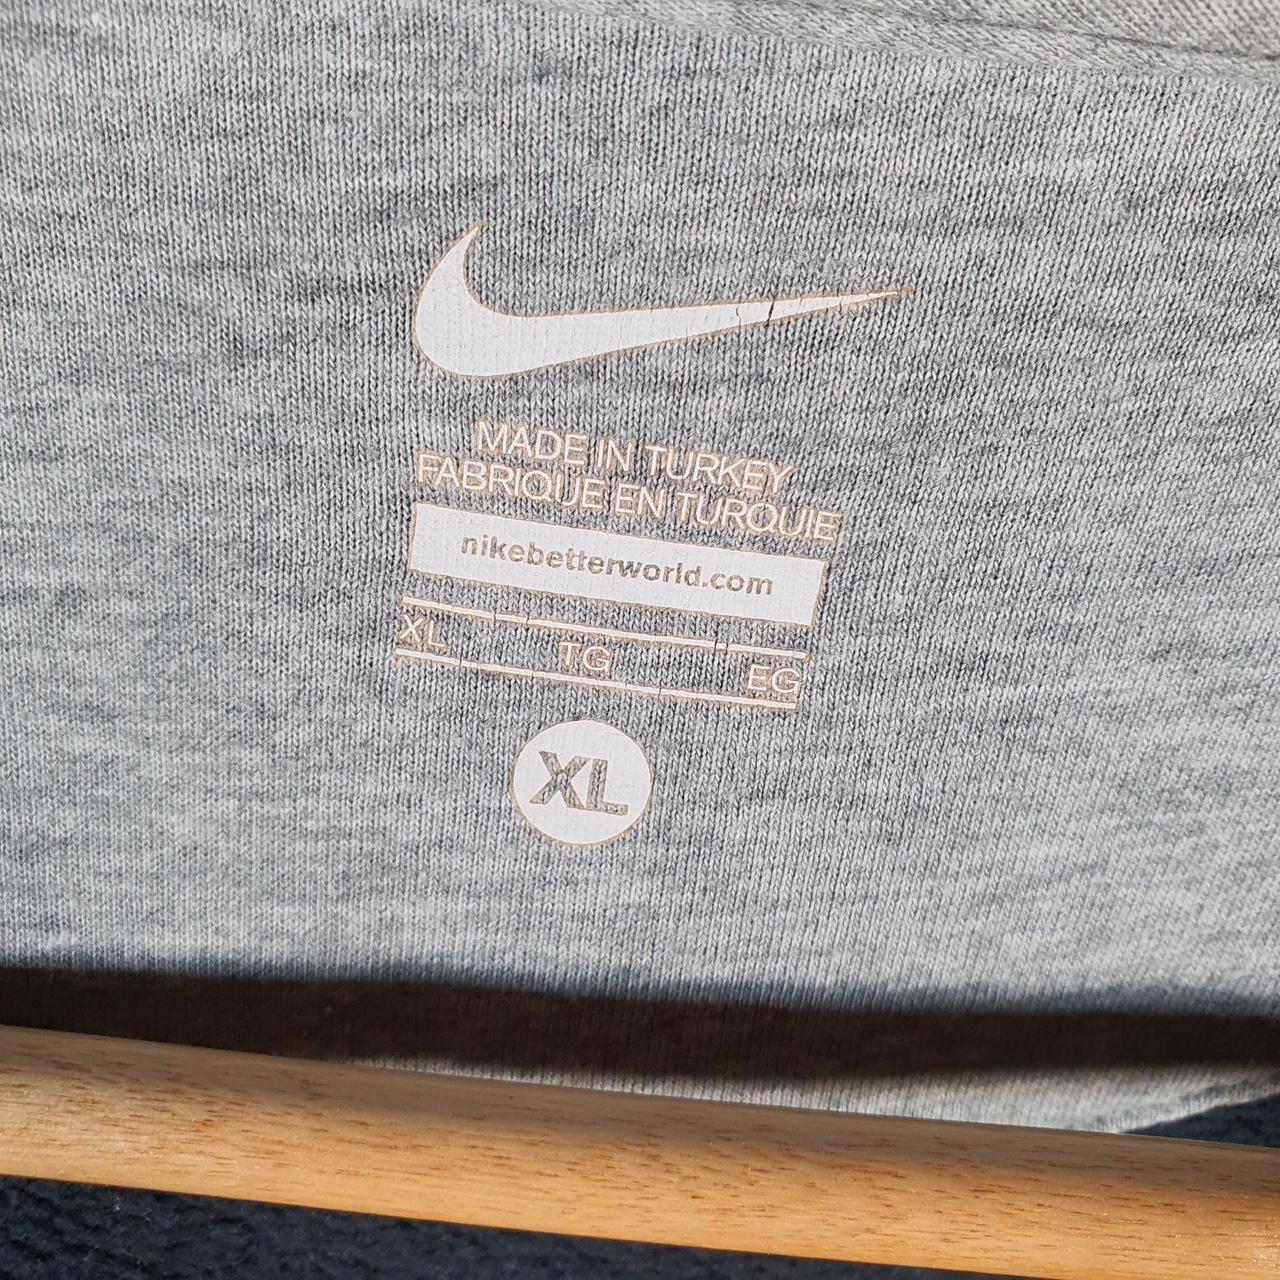 MADE IN TURKEY
FABRIQUE EN TURQUIE
nikebetterworld.com
XL TG EG
XL